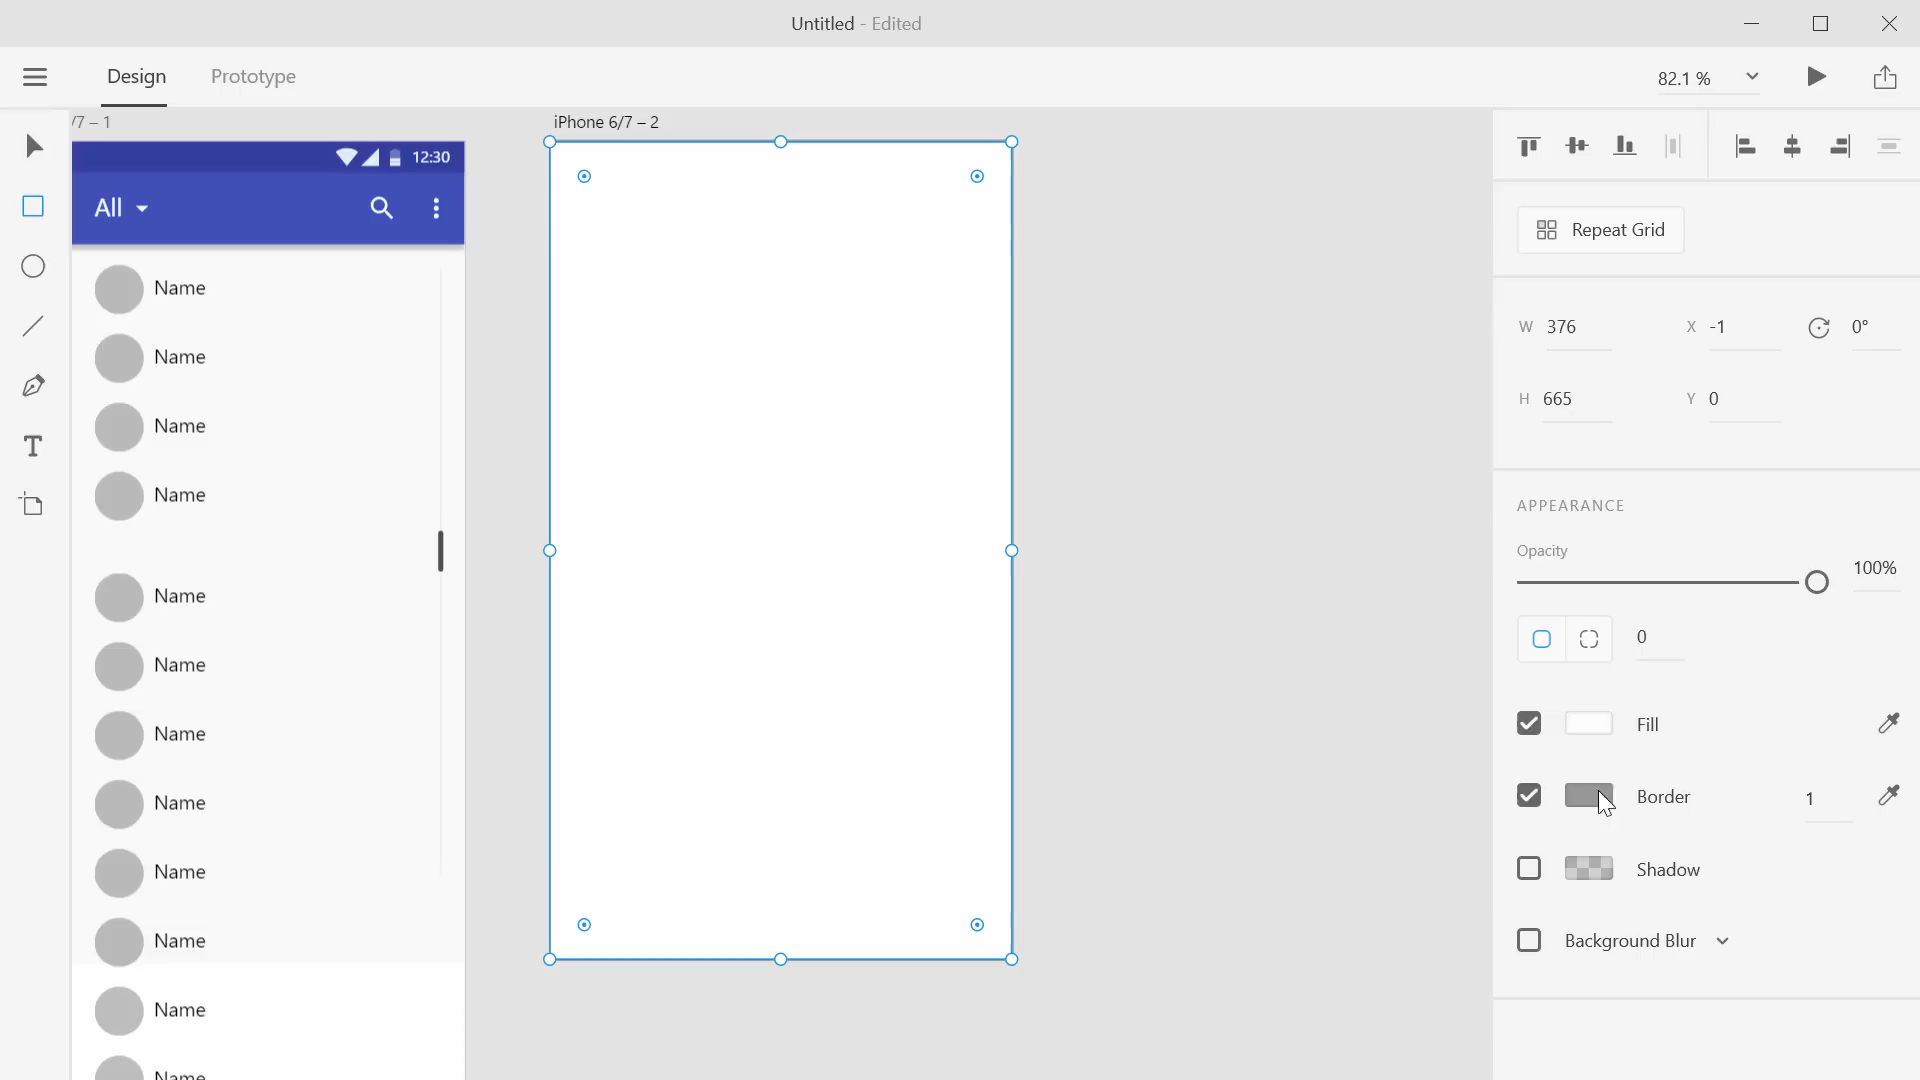 Untitled - Edited
Design
Prototype
82.1 %
/7 – 1
iPhone 6/7 – 2
12:30
All
Name
Name
Name
Name
Name
Name
Name
Name
Name
Name
Name
Name
Repeat Grid
W 376
X -1
0°
H 665
Y 0
APPEARANCE
Opacity
100%
0
Fill
Border
1
Shadow
Background Blur